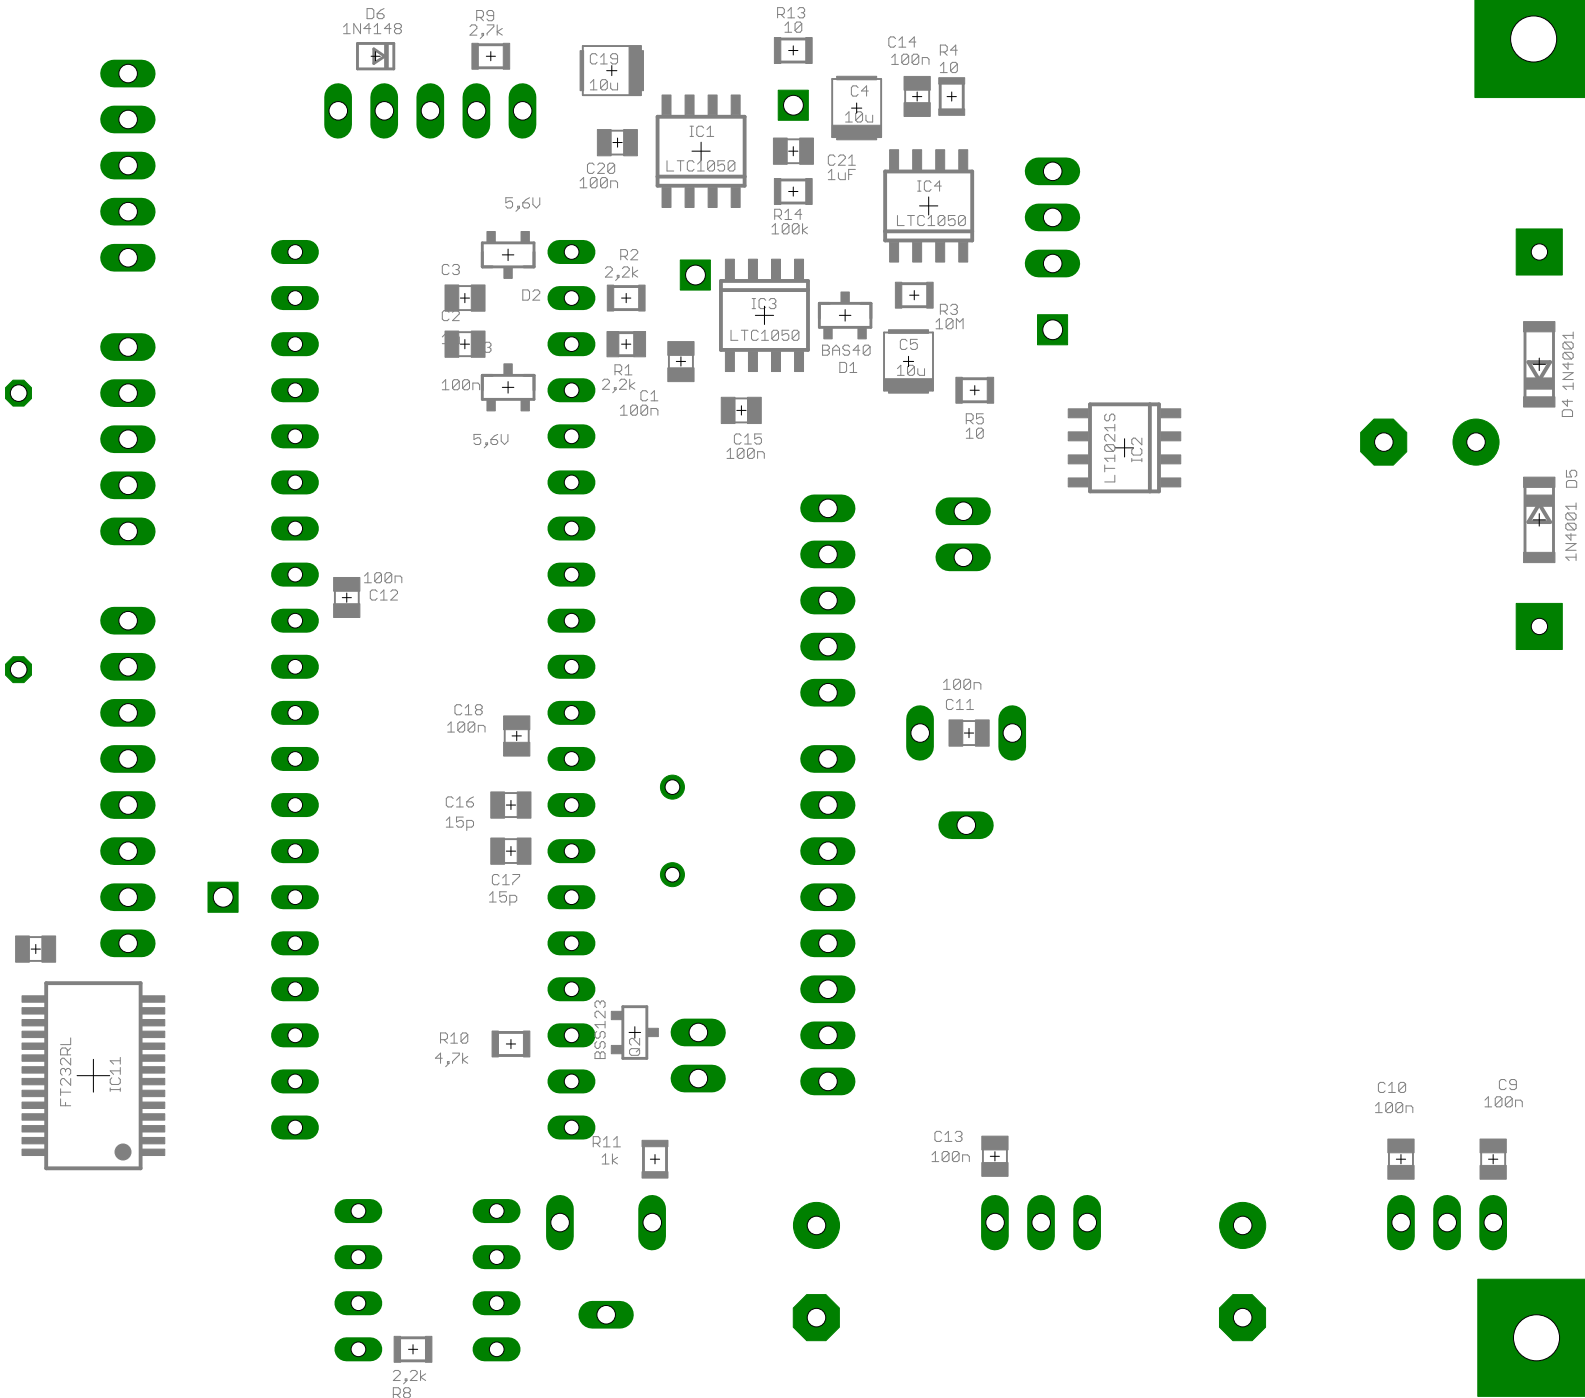 D6
1N4148
R9
2,7k
C19
10u
R13
10
C14
100n
R4
10
C4
10u
IC1
LTC1050
C20
100n
C21
1uF
R14
100k
IC4
LTC1050
5,6V
C3
D2
R2
2,2k
C2
100n
5,6V
R1
2,2k
C1
100n
IC3
LTC1050
BAS40
D1
R3
10M
C5
10u
R5
10
C15
100n
LT1021S
IC2
D4 1N4001
1N4001 D5
100n
C12
C18
100n
100n
C11
C16
15p
C17
15p
FT232RL
IC11
R10
4,7k
BSS123
Q2
R11
1k
C13
100n
C10
100n
C9
100n
2,2k
R8